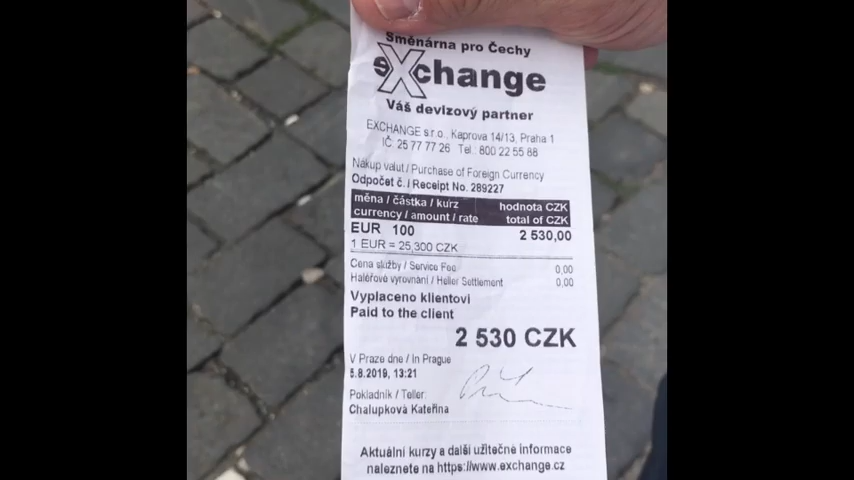 Směnárna pro Čechy
eXchange
Váš devizový partner
EXCHANGE s.r.o., Kaprova 14/13, Praha 1
IČ: 25 77 77 26 Tel.: 800 22 55 88
Nákup valut / Purchase of Foreign Currency
Odpočet č. / Receipt No. 289227
měna / částka / kurz hodnota CZK
currency / amount / rate total of CZK
EUR 100 2 530,00
1 EUR = 25,300 CZK
Cena služby / Service Fee 0,00
Haléřové vyrovnání / Heller Settlement 0,00
Vyplaceno klientovi
Paid to the client
2 530 CZK
V Praze dne / In Prague
5.8.2019, 13:21
Pokladník / Teller:
Chalupková Kateřina
Aktuální kurzy a další užitečné informace
naleznete na https://www.exchange.cz